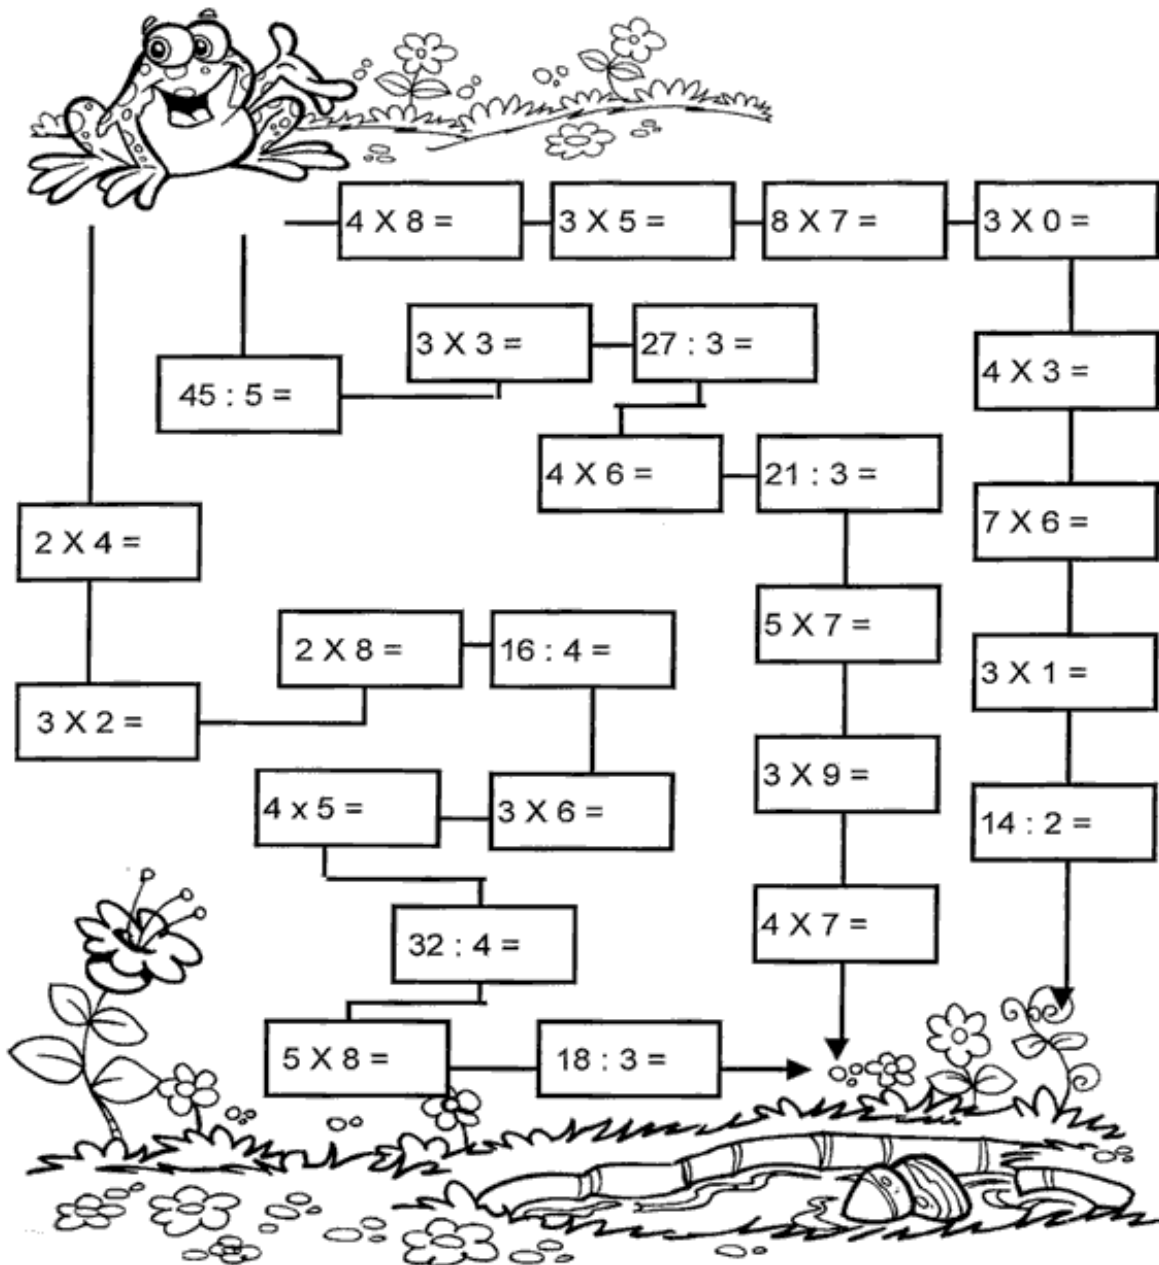 4 X 8 =
3 X 5 =
8 X 7 =
3 X 0 =
3 X 3 =
27 : 3 =
4 X 3 =
45 : 5 =
4 X 6 =
21 : 3 =
7 X 6 =
2 X 4 =
5 X 7 =
2 X 8 =
16 : 4 =
3 X 1 =
3 X 2 =
3 X 9 =
4 x 5 =
3 X 6 =
14 : 2 =
4 X 7 =
32 : 4 =
5 X 8 =
18 : 3 =